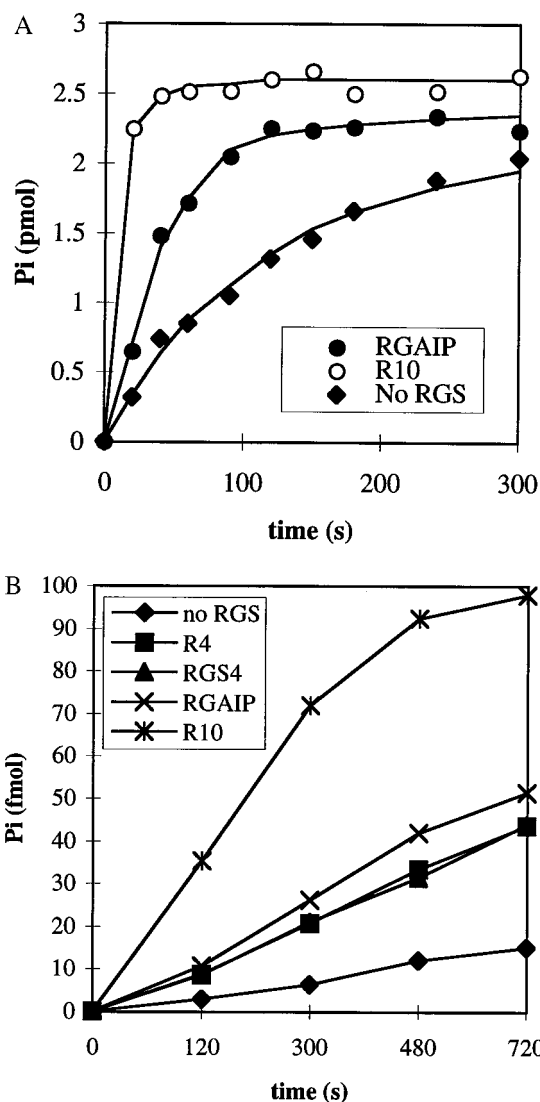 A
3
2.5
2
1.5
1
0.5
0
Pi (pmol)
RGAIP
R10
No RGS
0 100 200 300
time (s)
B
100
90
80
70
60
50
40
30
20
10
0
Pi (fmol)
no RGS
R4
RGS4
RGAIP
R10
0 120 300 480 720
time (s)